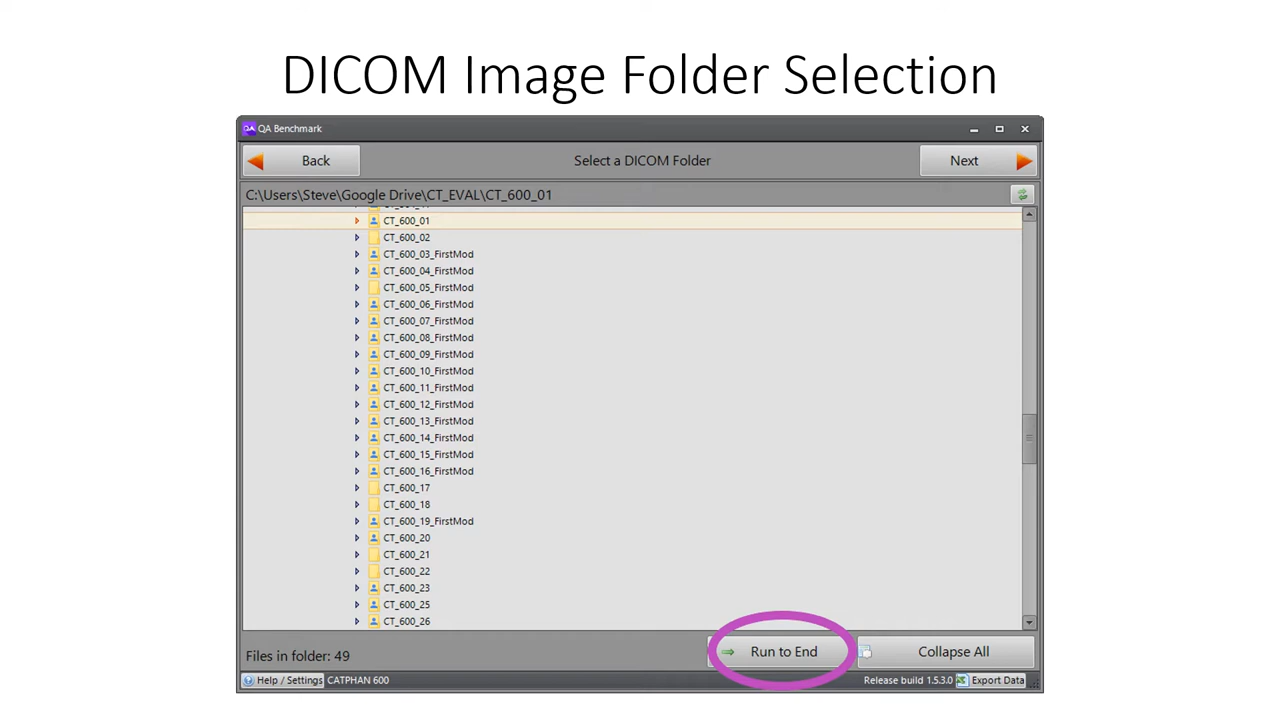 DICOM Image Folder Selection
QA QA Benchmark
Back
Select a DICOM Folder
Next
C:\Users\Steve\Google Drive\CT_EVAL\CT_600_01
CT_600_01
CT_600_02
CT_600_03_FirstMod
CT_600_04_FirstMod
CT_600_05_FirstMod
CT_600_06_FirstMod
CT_600_07_FirstMod
CT_600_08_FirstMod
CT_600_09_FirstMod
CT_600_10_FirstMod
CT_600_11_FirstMod
CT_600_12_FirstMod
CT_600_13_FirstMod
CT_600_14_FirstMod
CT_600_15_FirstMod
CT_600_16_FirstMod
CT_600_17
CT_600_18
CT_600_19_FirstMod
CT_600_20
CT_600_21
CT_600_22
CT_600_23
CT_600_25
CT_600_26
Files in folder: 49
Run to End
Collapse All
Help / Settings CATPHAN 600
Release build 1.5.3.0 Export Data